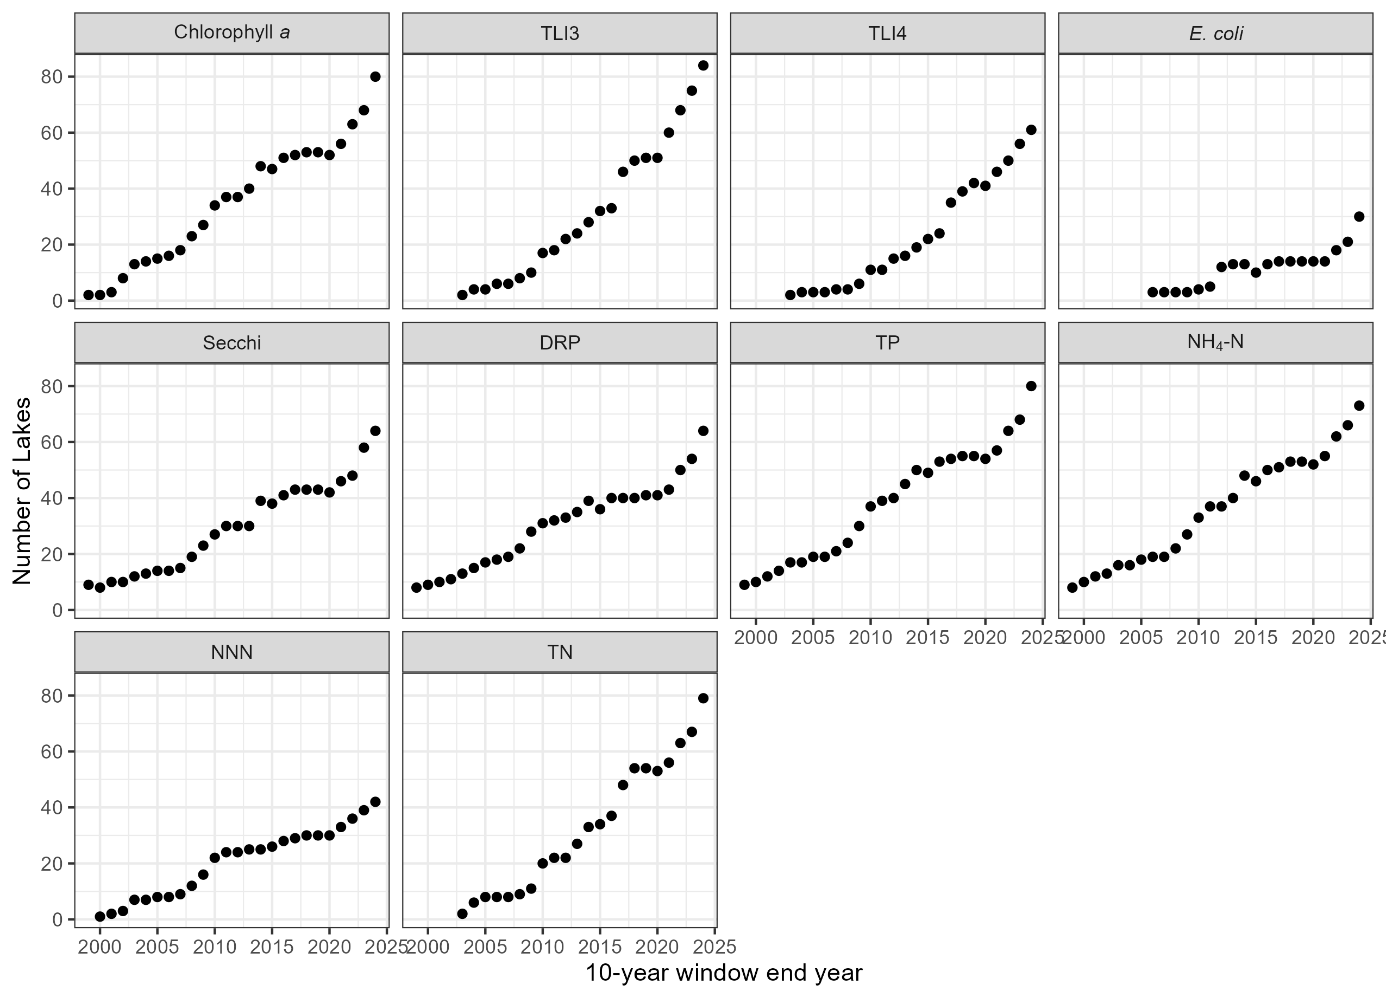 Chlorophyll a
TLI3
TLI4
E. coli
80
60
40
20
0
Secchi
DRP
TP
NH₄-N
80
60
40
20
0
2000 2005 2010 2015 2020 2025
2000 2005 2010 2015 2020 2025
NNN
TN
80
60
40
20
0
2000 2005 2010 2015 2020 2025
2000 2005 2010 2015 2020 2025
Number of Lakes
10-year window end year